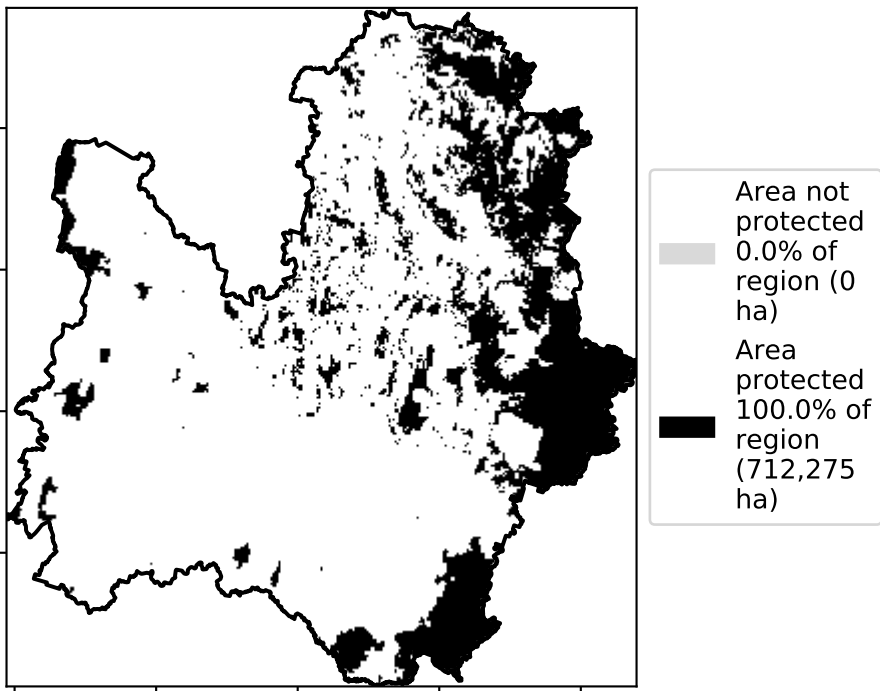 Area not
protected
0.0% of
region (0
ha)
Area
protected
100.0% of
region
(712,275
ha)